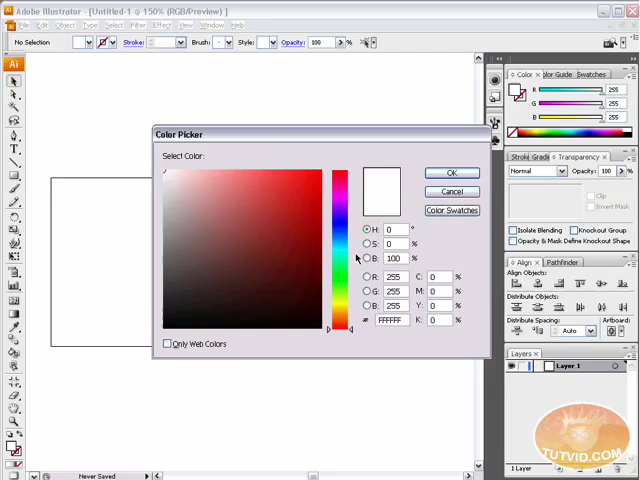 Adobe Illustrator - [Untitled-1 @ 150% (RGB/Preview)]
File Edit Object Type Select Filter Effect View Window Help
No Selection
Stroke:
Brush:
Style:
Opacity: 100 %
Ai
Color Color Guide Swatches
R 255
G 255
B 255
Stroke Gradie Transparency
Normal Opacity: 100 %
Clip
Invert Mask
Isolate Blending Knockout Group
Opacity & Mask Define Knockout Shape
Align Pathfinder
Align Objects:
Distribute Objects:
Distribute Spacing: Align To:
Auto
Layers
Layer 1
1 Layer
TUTVID.COM
Color Picker
Select Color:
OK
Cancel
Color Swatches
H: 0 °
S: 0 %
B: 100 %
R: 255 C: 0 %
G: 255 M: 0 %
B: 255 Y: 0 %
# FFFFFF K: 0 %
Only Web Colors
Never Saved